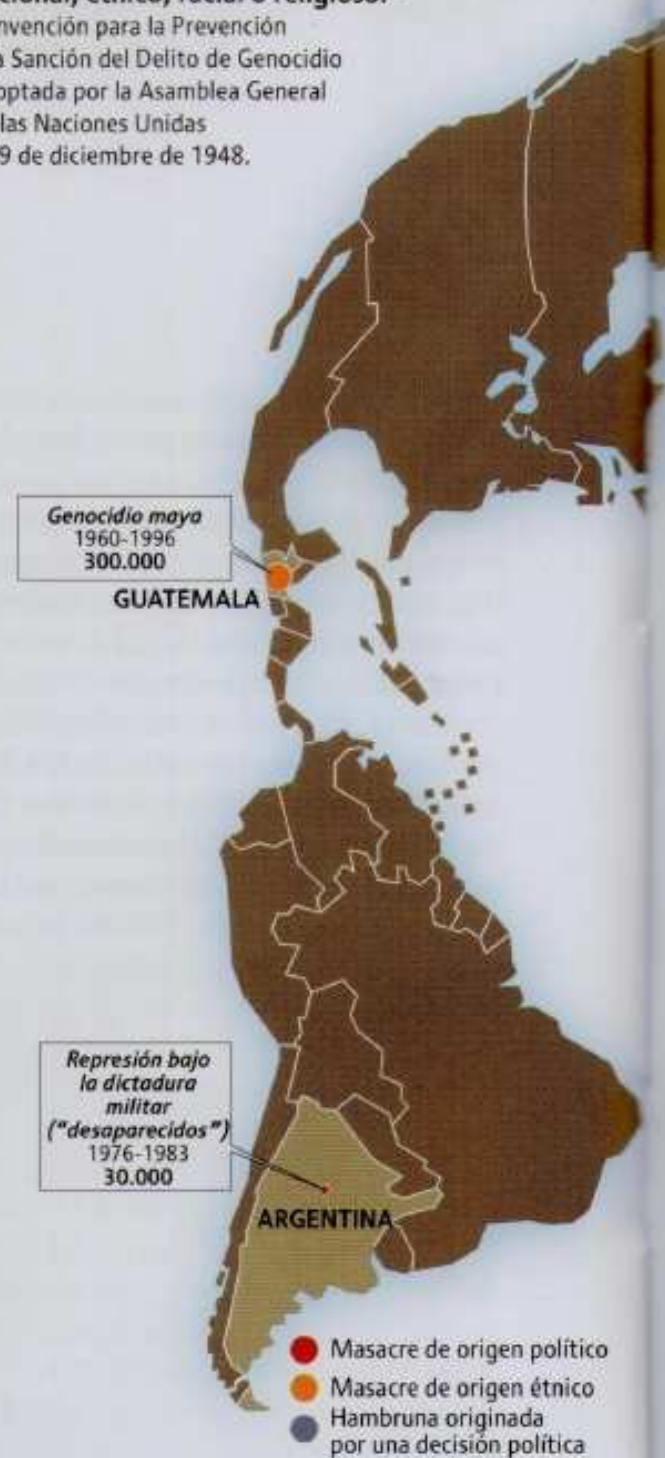 nvención para la Prevención
a Sanción del Delito de Genocidio
optada por la Asamblea General
las Naciones Unidas
9 de diciembre de 1948.
Genocidio maya
1960-1996
300.000
GUATEMALA
Represión bajo
la dictadura
militar
("desaparecidos")
1976-1983
30.000
ARGENTINA
Masacre de origen político
Masacre de origen étnico
Hambruna originada
por una decisión política